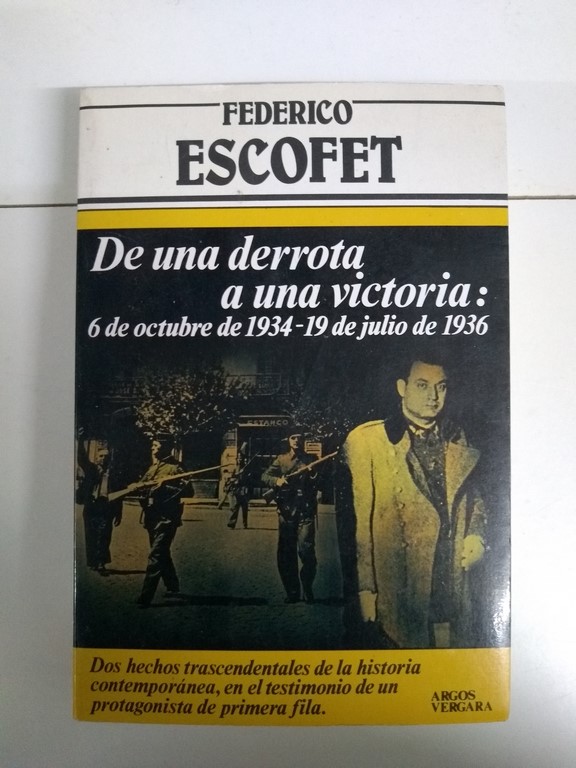 FEDERICO
ESCOFET
De una derrota
a una victoria:
6 de octubre de 1934-19 de julio de 1936
ESTANCO
Dos hechos trascendentales de la historia
contemporánea, en el testimonio de un
protagonista de primera fila.
ARGOS
VERGARA